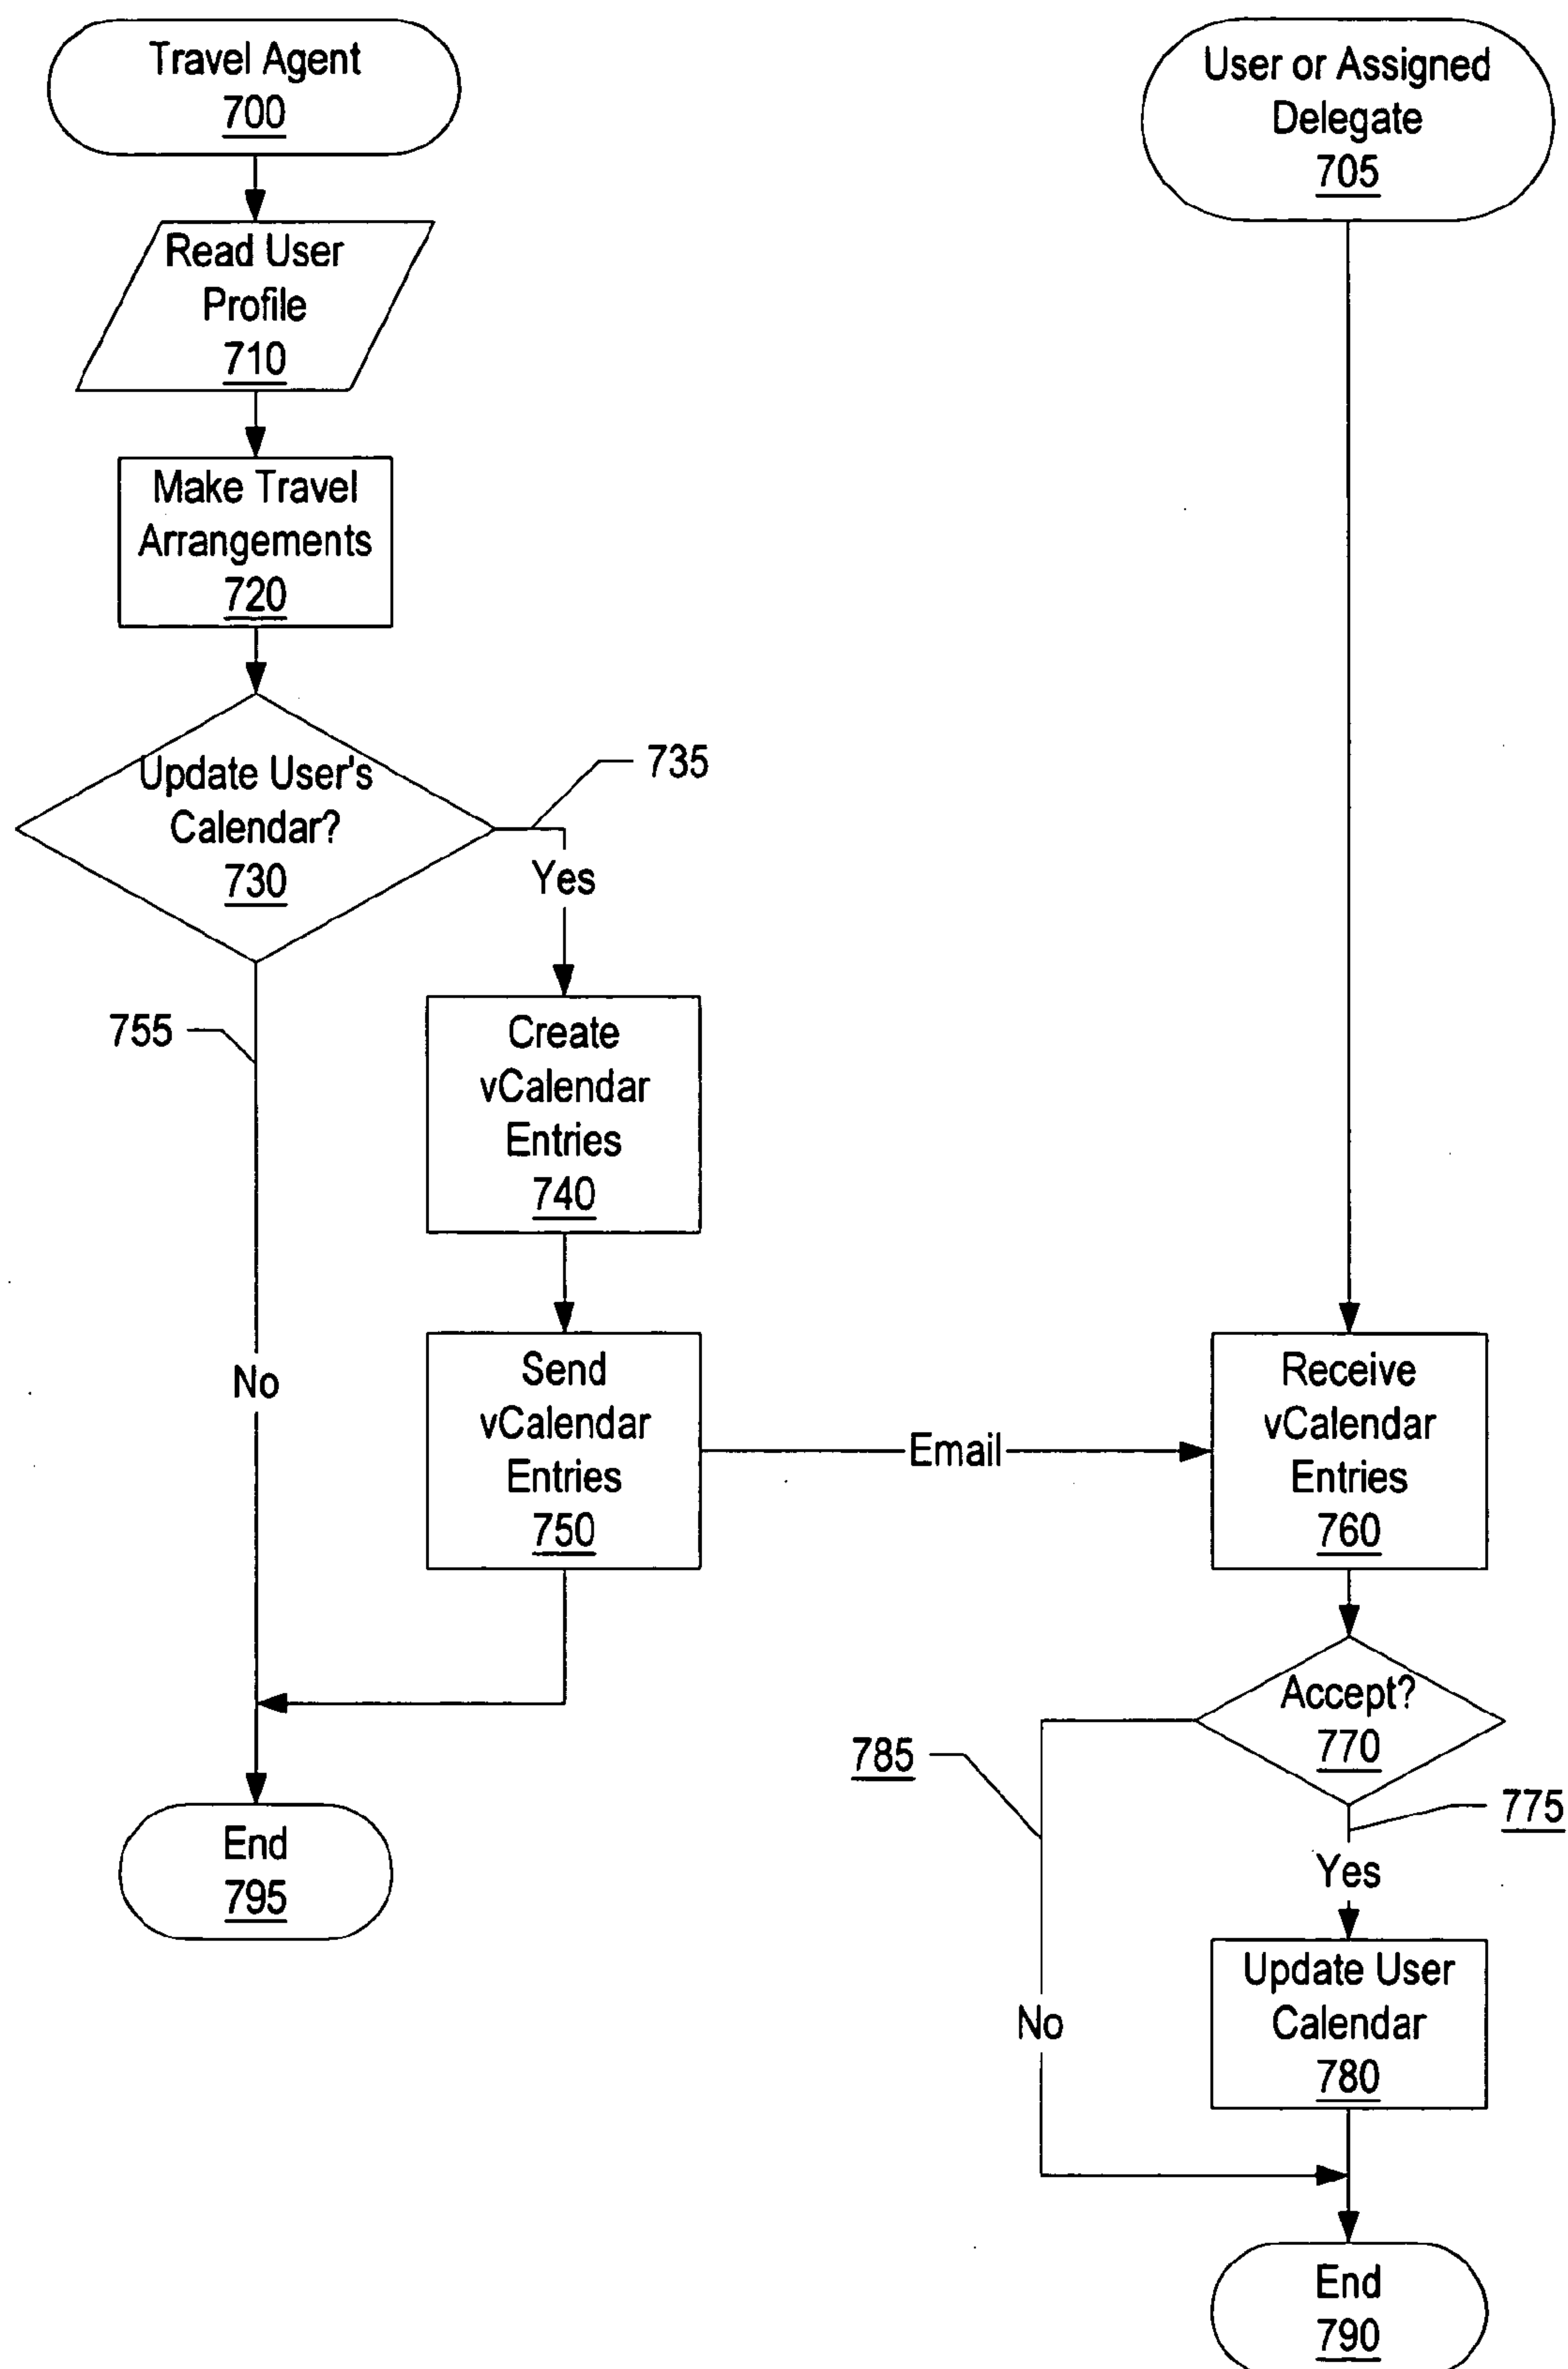 Travel Agent
700
User or Assigned
Delegate
705
Read User
Profile
710
Make Travel
Arrangements
720
Update User's
Calendar?
730
735
Yes
755
Create
vCalendar
Entries
740
No
Send
vCalendar
Entries
750
Email
Receive
vCalendar
Entries
760
Accept?
770
785
775
Yes
End
795
Update User
Calendar
780
No
End
790